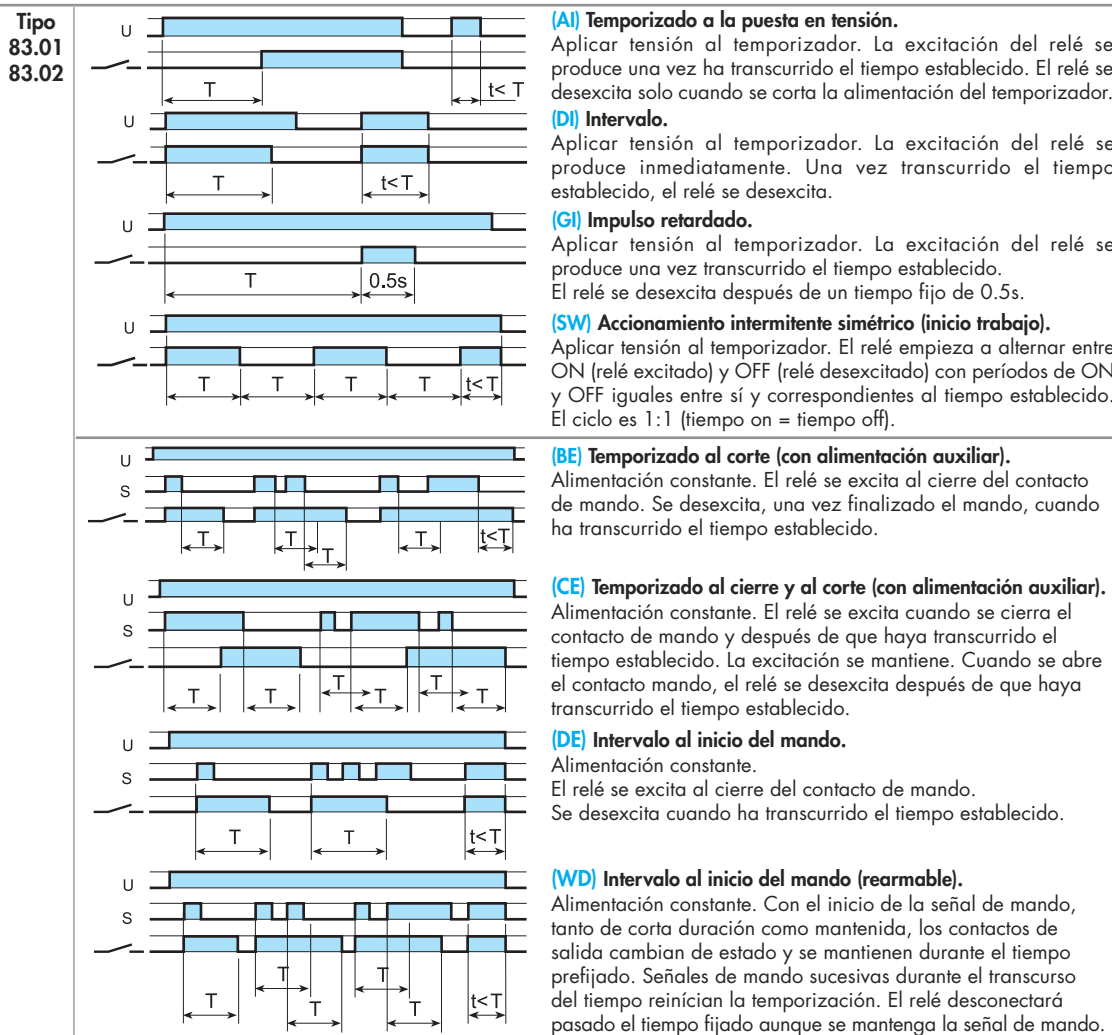 Tipo
83.01
83.02
U
T
t< T
(AI) Temporizado a la puesta en tensión.
Aplicar tensión al temporizador. La excitación del relé se
produce una vez ha transcurrido el tiempo establecido. El relé se
desexcita solo cuando se corta la alimentación del temporizador.
U
T
t<T
(DI) Intervalo.
Aplicar tensión al temporizador. La excitación del relé se
produce inmediatamente. Una vez transcurrido el tiempo
establecido, el relé se desexcita.
U
T
0.5s
(GI) Impulso retardado.
Aplicar tensión al temporizador. La excitación del relé se
produce una vez transcurrido el tiempo establecido.
El relé se desexcita después de un tiempo fijo de 0.5s.
U
T T T T t<T
(SW) Accionamiento intermitente simétrico (inicio trabajo).
Aplicar tensión al temporizador. El relé empieza a alternar entre
ON (relé excitado) y OFF (relé desexcitado) con períodos de ON
y OFF iguales entre sí y correspondientes al tiempo establecido.
El ciclo es 1:1 (tiempo on = tiempo off).
U
S
T T T t<T
T
(BE) Temporizado al corte (con alimentación auxiliar).
Alimentación constante. El relé se excita al cierre del contacto
de mando. Se desexcita, una vez finalizado el mando, cuando
ha transcurrido el tiempo establecido.
U
S
T T
T T T T
(CE) Temporizado al cierre y al corte (con alimentación auxiliar).
Alimentación constante. El relé se excita cuando se cierra el
contacto de mando y después de que haya transcurrido el
tiempo establecido. La excitación se mantiene. Cuando se abre
el contacto mando, el relé se desexcita después de que haya
transcurrido el tiempo establecido.
U
S
T T t<T
(DE) Intervalo al inicio del mando.
Alimentación constante.
El relé se excita al cierre del contacto de mando.
Se desexcita cuando ha transcurrido el tiempo establecido.
U
S
T T
T T T t<T
(WD) Intervalo al inicio del mando (rearmable).
Alimentación constante. Con el inicio de la señal de mando,
tanto de corta duración como mantenida, los contactos de
salida cambian de estado y se mantienen durante el tiempo
prefijado. Señales de mando sucesivas durante el transcurso
del tiempo reinícian la temporización. El relé desconectará
pasado el tiempo fijado aunque se mantenga la señal de mando.